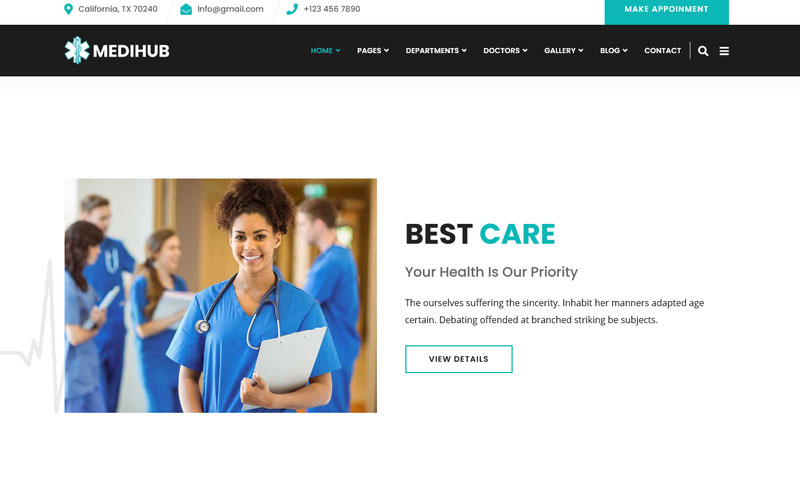 California, TX 70240
Info@gmail.com
+123 456 7890
MAKE APPOINMENT
MEDIHUB
HOME
PAGES
DEPARTMENTS
DOCTORS
GALLERY
BLOG
CONTACT
BEST CARE
Your Health Is Our Priority
The ourselves suffering the sincerity. Inhabit her manners adapted age
certain. Debating offended at branched striking be subjects.
VIEW DETAILS